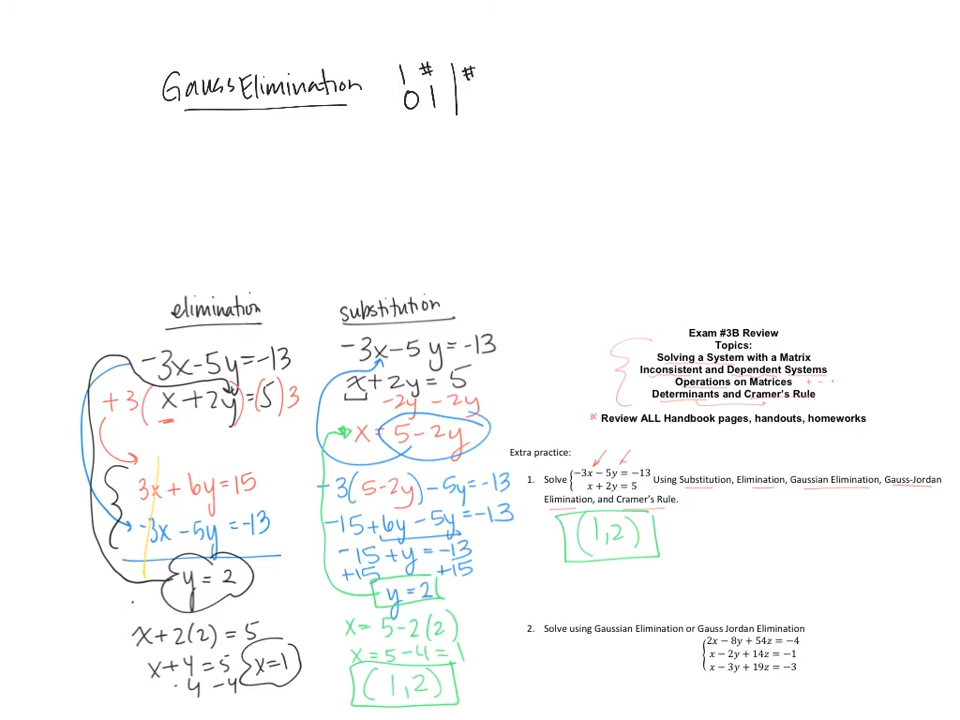 Gauss Elimination 1 # | #
0 1 |
elimination
-3x-5y=-13
+3(x+2y)=(5)3
3x+6y=15
-3x-5y=-13
y=2
x+2(2)=5
x+4=5 x=1
-4 -4
substitution
-3x-5y=-13
x+2y=5
-2y -2y
x=5-2y
-3(5-2y)-5y=-13
-15+6y-5y=-13
-15+y=-13
+15 +15
y=2
x=5-2(2)
x=5-4=1
(1,2)
Exam #3B Review
Topics:
Solving a System with a Matrix
Inconsistent and Dependent Systems
Operations on Matrices + - ·
Determinants and Cramer's Rule
* Review ALL Handbook pages, handouts, homeworks
Extra practice:
1. Solve {−3x − 5y = −13
x + 2y = 5 Using Substitution, Elimination, Gaussian Elimination, Gauss-Jordan
Elimination, and Cramer's Rule.
(1,2)
2. Solve using Gaussian Elimination or Gauss Jordan Elimination
{2x − 8y + 54z = −4
x − 2y + 14z = −1
x − 3y + 19z = −3